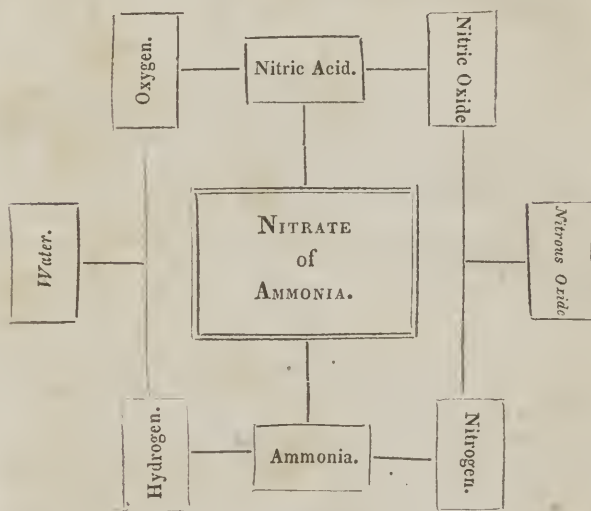 Oxygen.
Nitric Acid.
Nitric Oxide
Water.
NITRATE
of
AMMONIA.
Nitrous Oxide
Hydrogen.
Ammonia.
Nitrogen.